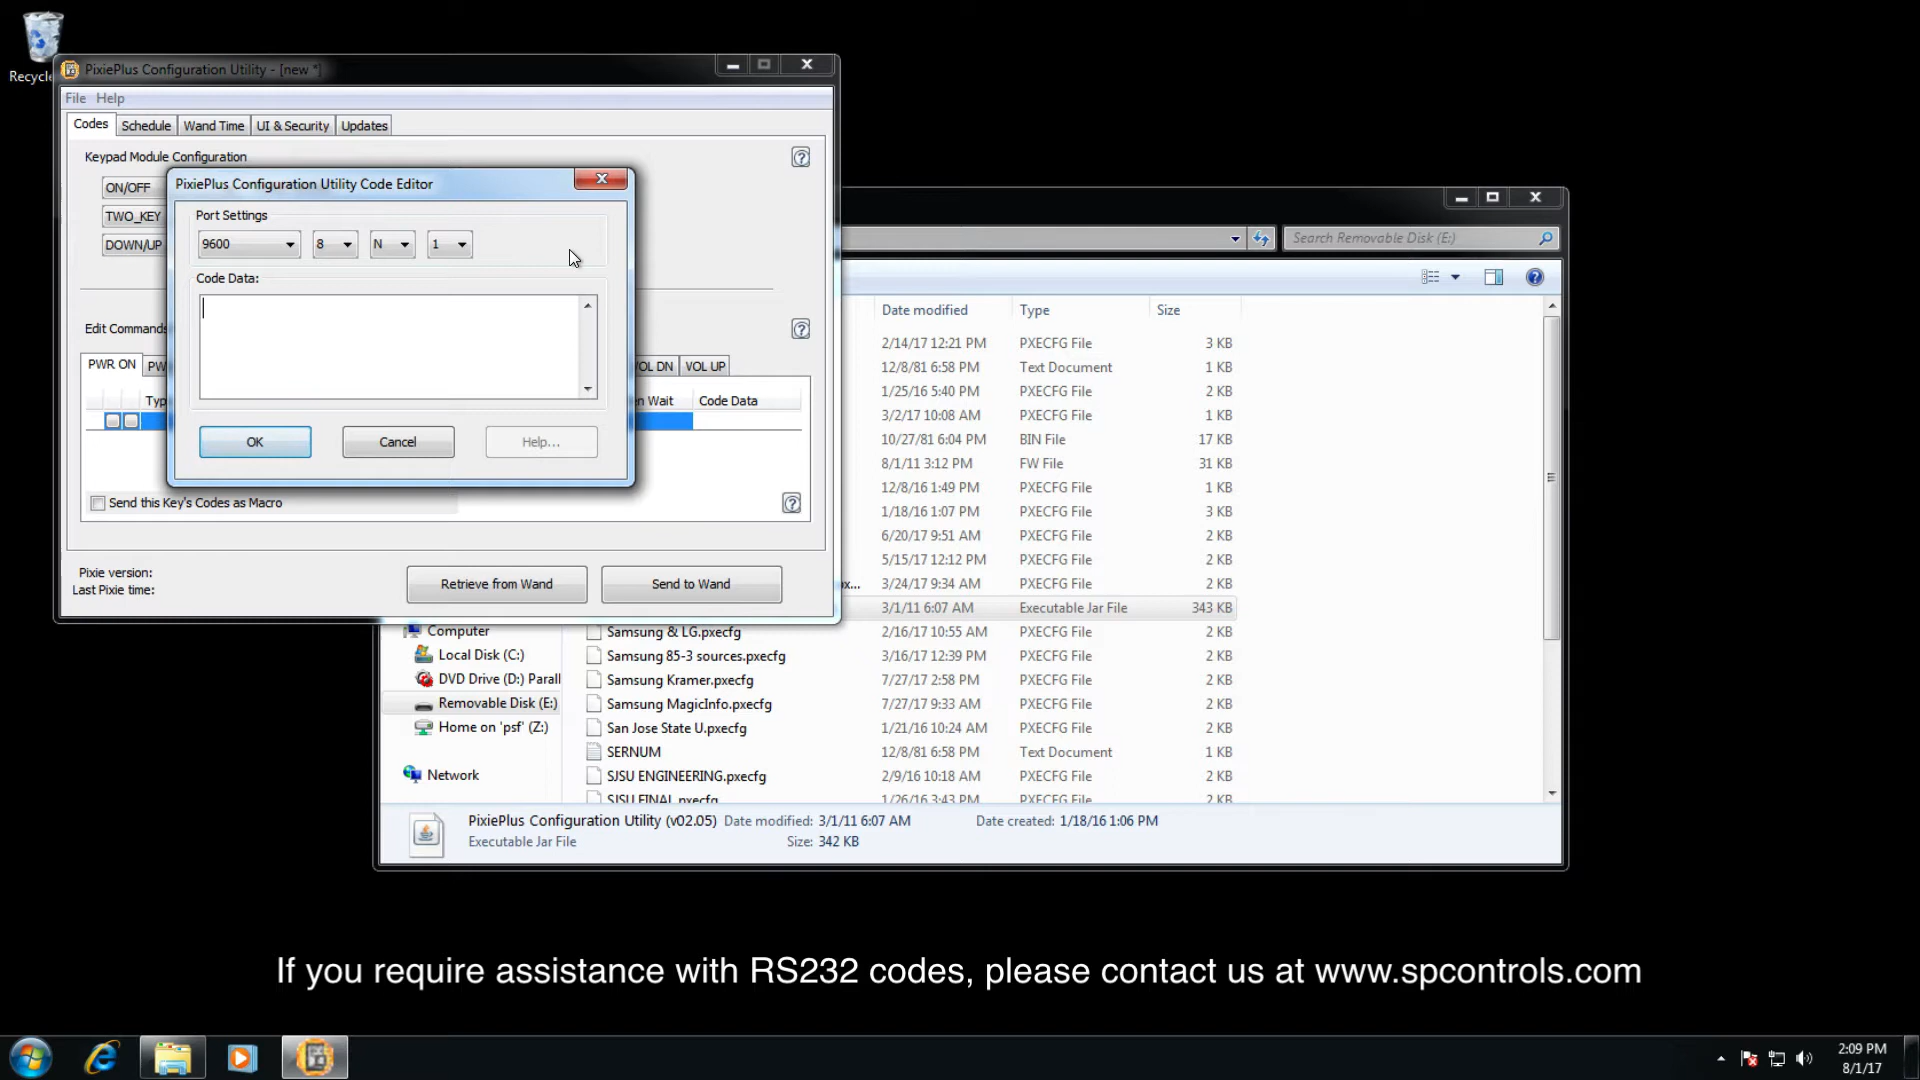 Recycle
PixiePlus Configuration Utility - [new *]
File Help
Codes Schedule Wand Time UI & Security Updates
Keypad Module Configuration
ON/OFF
TWO_KEY
DOWN/UP
PixiePlus Configuration Utility Code Editor
Port Settings
9600 8 N 1
Code Data:
OK Cancel Help...
Edit Commands
PWR ON PW OL DN VOL UP
Typ n Wait Code Data
Send this Key's Codes as Macro
Pixie version:
Last Pixie time:
Retrieve from Wand Send to Wand
Search Removable Disk (E:)
Date modified Type Size
2/14/17 12:21 PM PXECFG File 3 KB
12/8/81 6:58 PM Text Document 1 KB
1/25/16 5:40 PM PXECFG File 2 KB
3/2/17 10:08 AM PXECFG File 2 KB
10/27/81 6:04 PM BIN File 17 KB
8/1/11 3:12 PM FW File 31 KB
12/8/16 1:49 PM PXECFG File 1 KB
1/18/16 1:07 PM PXECFG File 3 KB
6/20/17 9:51 AM PXECFG File 2 KB
5/15/17 12:12 PM PXECFG File 2 KB
x... 3/24/17 9:34 AM PXECFG File 2 KB
3/1/11 6:07 AM Executable Jar File 343 KB
Computer Samsung & LG.pxecfg 2/16/17 10:55 AM PXECFG File 2 KB
Local Disk (C:) Samsung 85-3 sources.pxecfg 3/16/17 12:39 PM PXECFG File 2 KB
DVD Drive (D:) Parall Samsung Kramer.pxecfg 7/27/17 2:58 PM PXECFG File 2 KB
Removable Disk (E:) Samsung MagicInfo.pxecfg 7/27/17 9:33 AM PXECFG File 2 KB
Home on 'psf' (Z:) San Jose State U.pxecfg 1/21/16 10:24 AM PXECFG File 2 KB
SERNUM 12/8/81 6:58 PM Text Document 1 KB
Network SJSU ENGINEERING.pxecfg 2/9/16 10:18 AM PXECFG File 2 KB
SJSU FINAL.pxecfg 1/26/16 3:43 PM PXECFG File 2 KB
PixiePlus Configuration Utility (v02.05) Date modified: 3/1/11 6:07 AM Date created: 1/18/16 1:06 PM
Executable Jar File Size: 342 KB
If you require assistance with RS232 codes, please contact us at www.spcontrols.com
2:09 PM
8/1/17